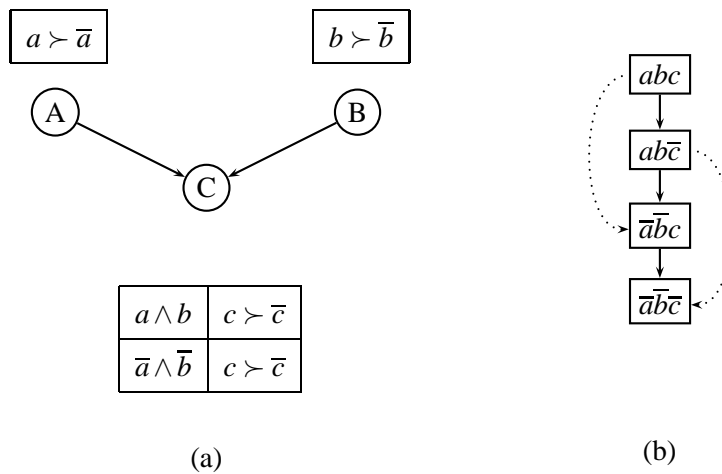 a ≻ a̅
b ≻ b̅
A
B
C
a ∧ b
c ≻ c̅
a̅ ∧ b̅
c ≻ c̅
(a)
abc
abc̅
a̅b̅c
a̅b̅c̅
(b)